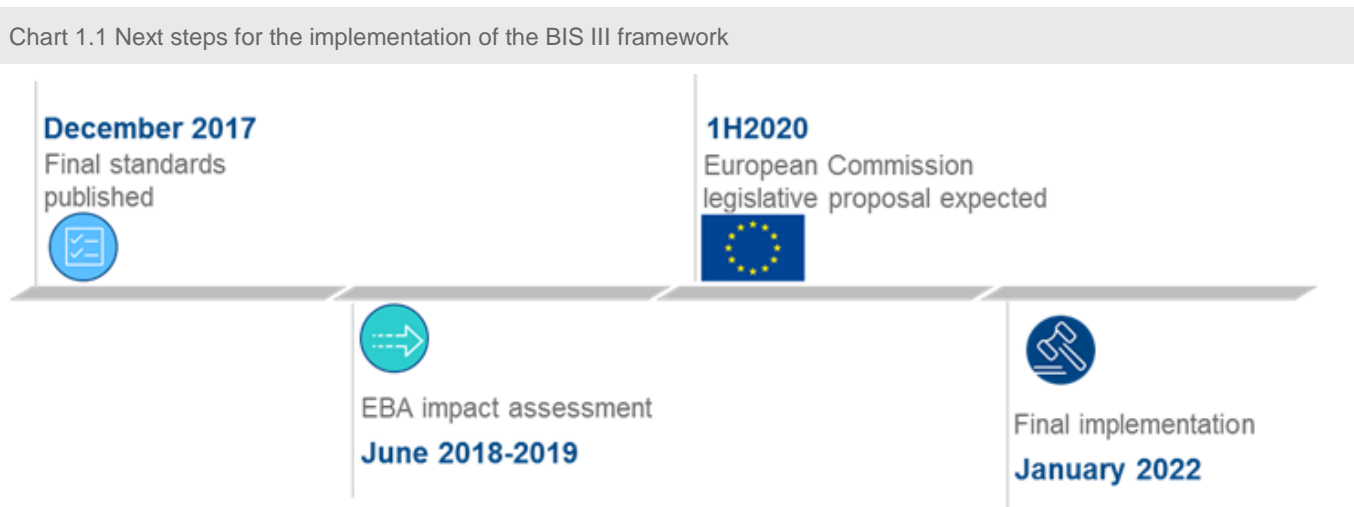 Chart 1.1 Next steps for the implementation of the BIS III framework
December 2017
Final standards
published
1H2020
European Commission
legislative proposal expected
EBA impact assessment
June 2018-2019
Final implementation
January 2022